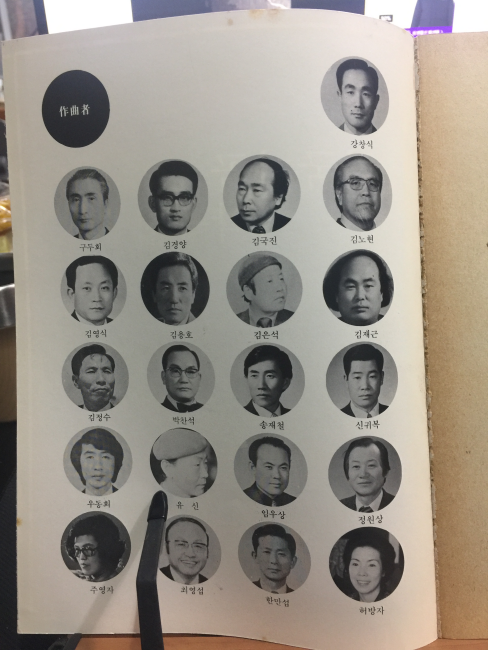 作曲者
강창식
구두회
김경양
김국진
김노현
김영식
김용호
김은석
김재근
김정수
박찬석
송재철
신귀복
우동희
유 신
임우상
정원상
주영자
최영섭
한만섭
허방자